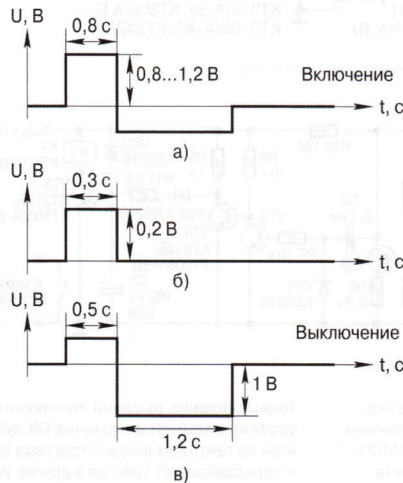 U, В
0,8 с
0,8...1,2 В
Включение
t, с
а)
U, В
0,3 с
0,2 В
t, с
б)
U, В
0,5 с
Выключение
t, с
1 В
1,2 с
в)